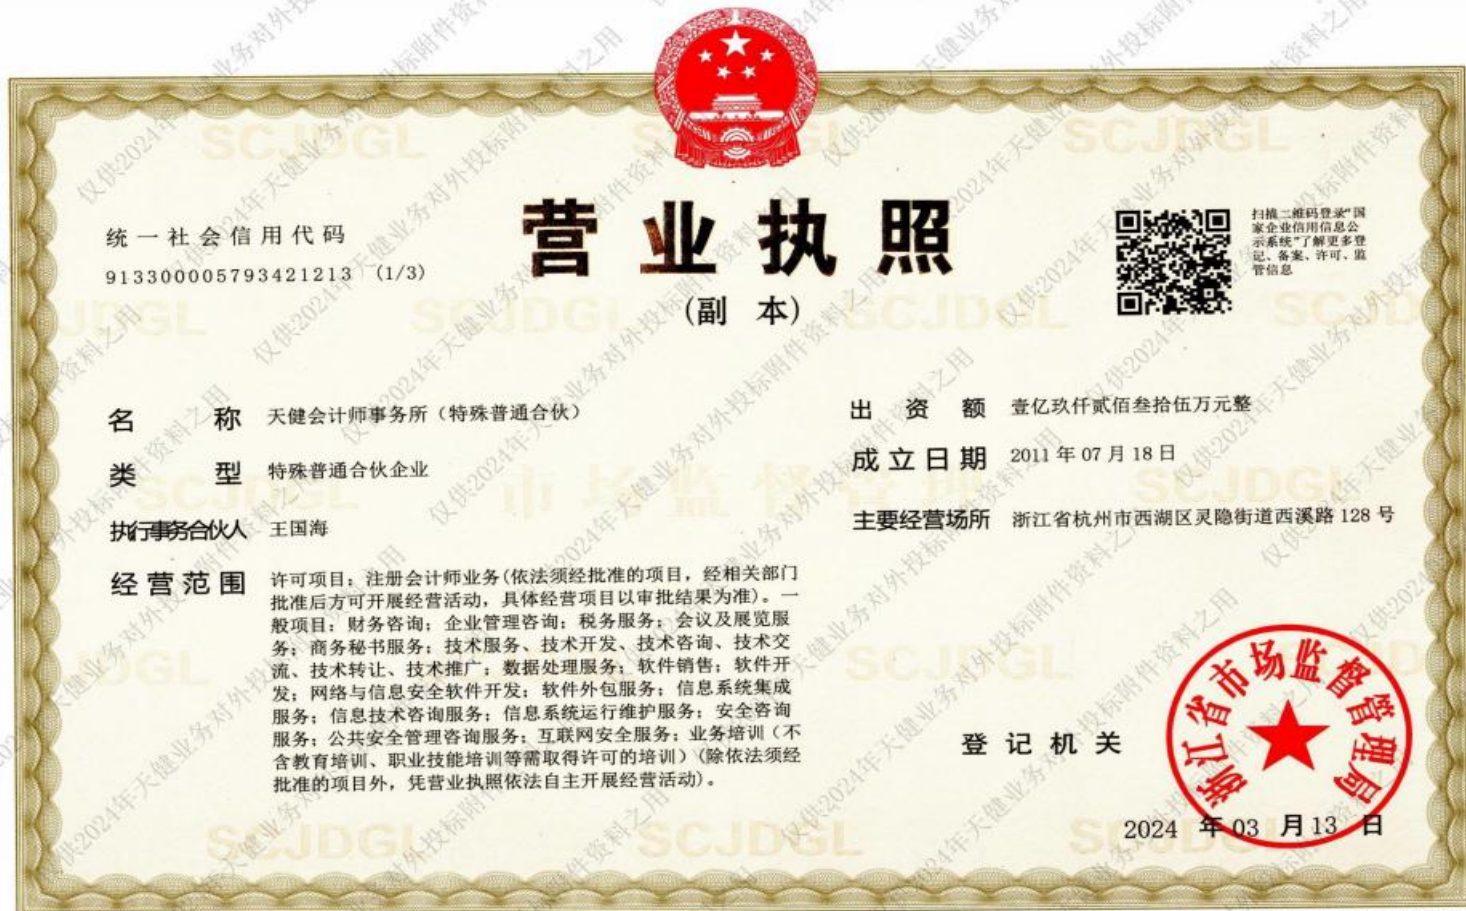 营业执照
(副 本)
统一社会信用代码
913300005793421213 (1/3)
扫描二维码登录“国
家企业信用信息公
示系统”了解更多登
记、备案、许可、监
管信息
名 称 天健会计师事务所（特殊普通合伙）
类 型 特殊普通合伙企业
执行事务合伙人 王国海
经营范围 许可项目：注册会计师业务(依法须经批准的项目，经相关部门
批准后方可开展经营活动，具体经营项目以审批结果为准)。一
般项目：财务咨询；企业管理咨询；税务服务；会议及展览服
务；商务秘书服务；技术服务、技术开发、技术咨询、技术交
流、技术转让、技术推广；数据处理服务；软件销售；软件开
发；网络与信息安全软件开发；软件外包服务；信息系统集成
服务；信息技术咨询服务；信息系统运行维护服务；安全咨询
服务；公共安全管理咨询服务；互联网安全服务；业务培训（不
含教育培训、职业技能培训等需取得许可的培训）(除依法须经
批准的项目外，凭营业执照依法自主开展经营活动)。
出 资 额 壹亿玖仟贰佰叁拾伍万元整
成立日期 2011 年 07 月 18 日
主要经营场所 浙江省杭州市西湖区灵隐街道西溪路 128 号
登记机关
浙江省市场监督管理局
2024 年 03 月 13 日
SCJDGL
市场监督管理
仅供2024年天健业务对外投标附件资料之用